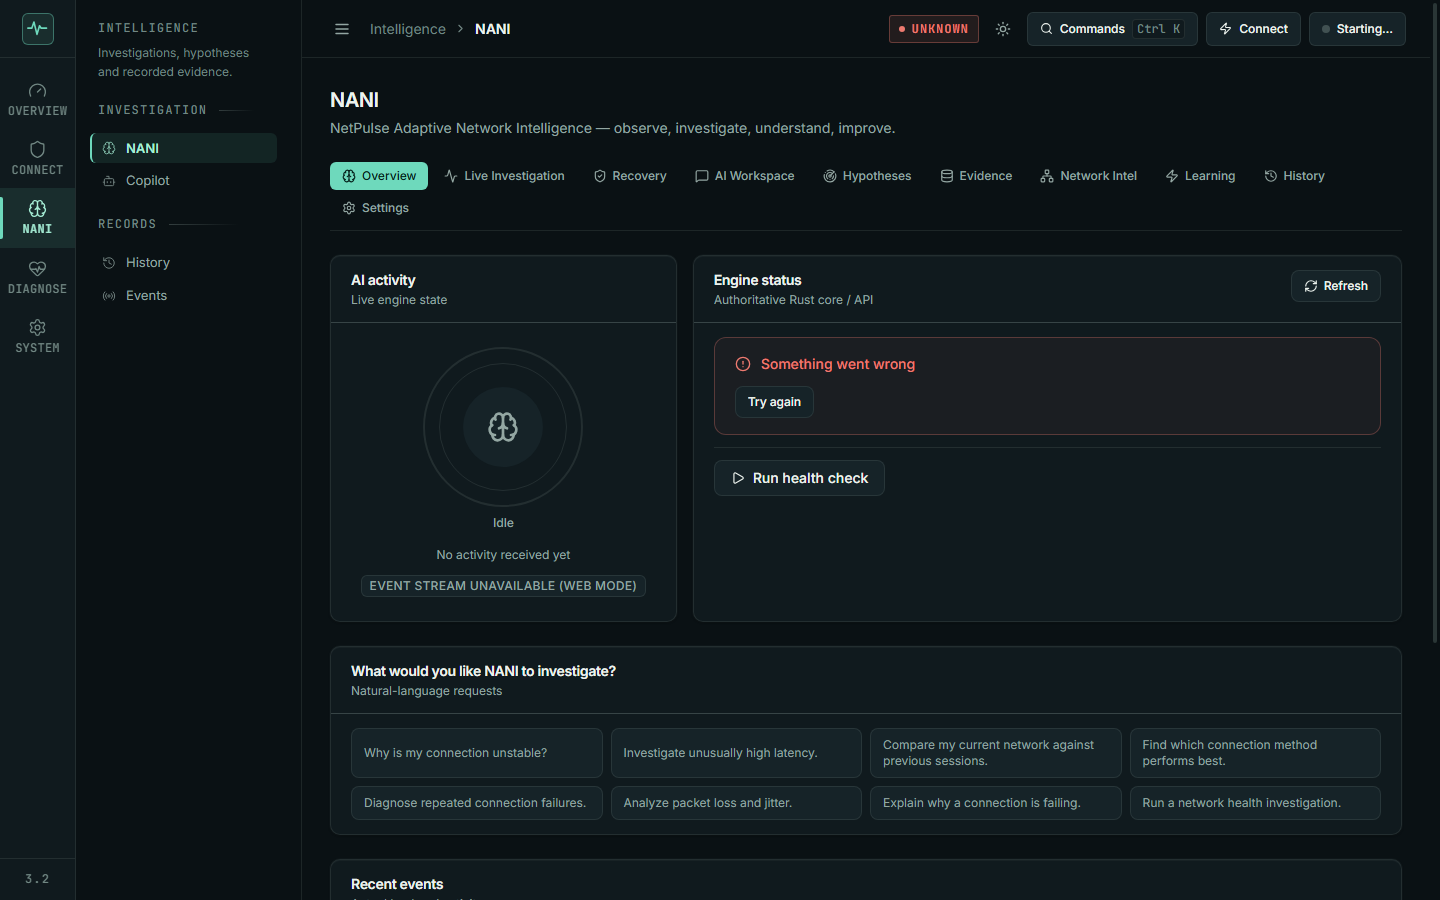 INTELLIGENCE
Investigations, hypotheses
and recorded evidence.
INVESTIGATION
NANI
Copilot
RECORDS
History
Events
OVERVIEW
CONNECT
NANI
DIAGNOSE
SYSTEM
3.2
Intelligence > NANI
UNKNOWN
Commands Ctrl K
Connect
Starting...
NANI
NetPulse Adaptive Network Intelligence — observe, investigate, understand, improve.
Overview
Live Investigation
Recovery
AI Workspace
Hypotheses
Evidence
Network Intel
Learning
History
Settings
AI activity
Live engine state
Idle
No activity received yet
EVENT STREAM UNAVAILABLE (WEB MODE)
Engine status
Authoritative Rust core / API
Refresh
Something went wrong
Try again
Run health check
What would you like NANI to investigate?
Natural-language requests
Why is my connection unstable?
Investigate unusually high latency.
Compare my current network against
previous sessions.
Find which connection method
performs best.
Diagnose repeated connection failures.
Analyze packet loss and jitter.
Explain why a connection is failing.
Run a network health investigation.
Recent events